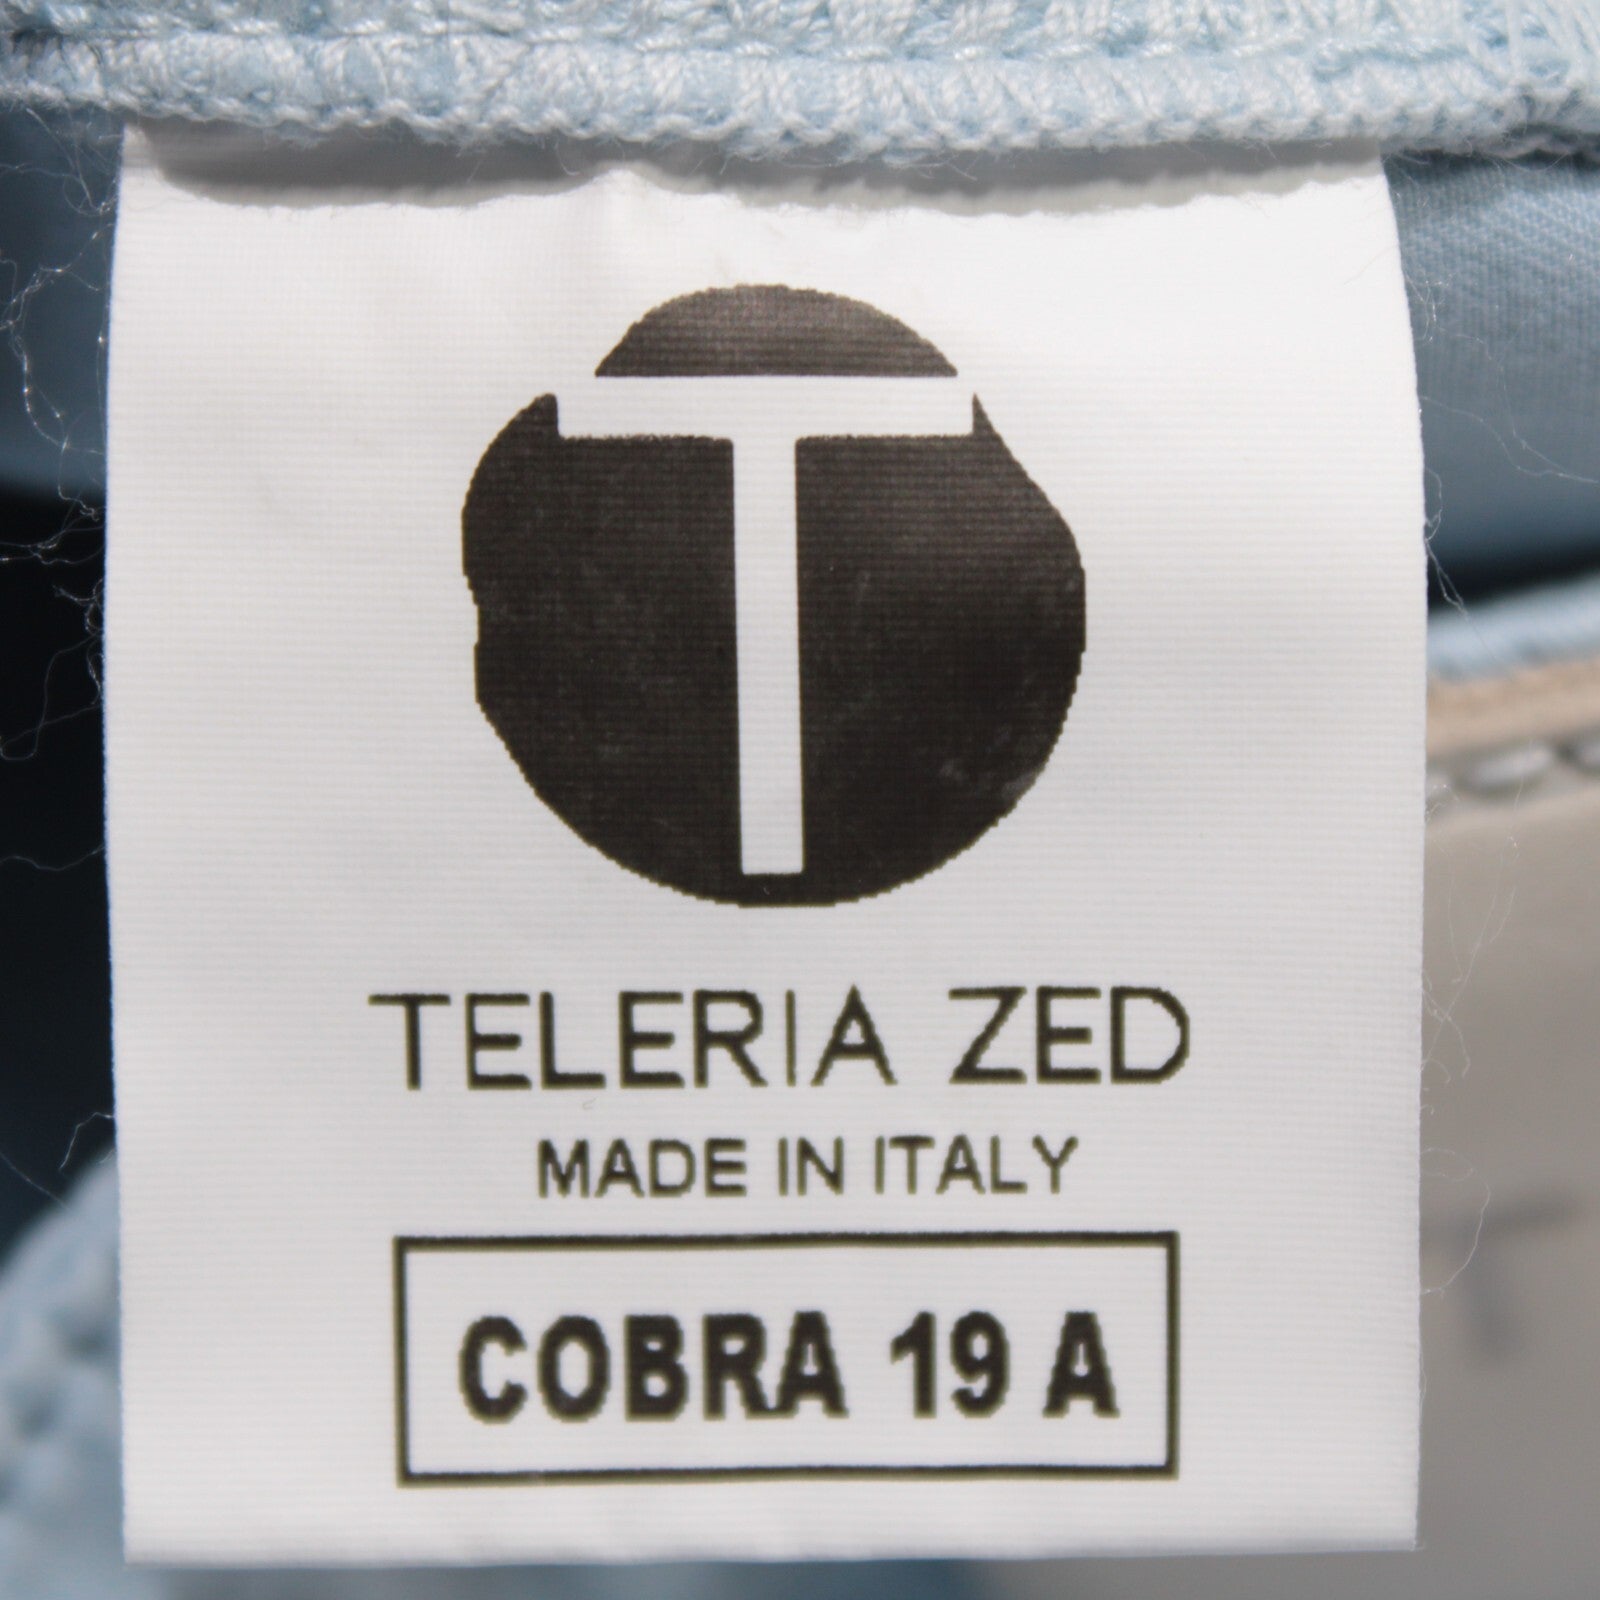 T
TELERIA ZED
MADE IN ITALY
COBRA 19 A